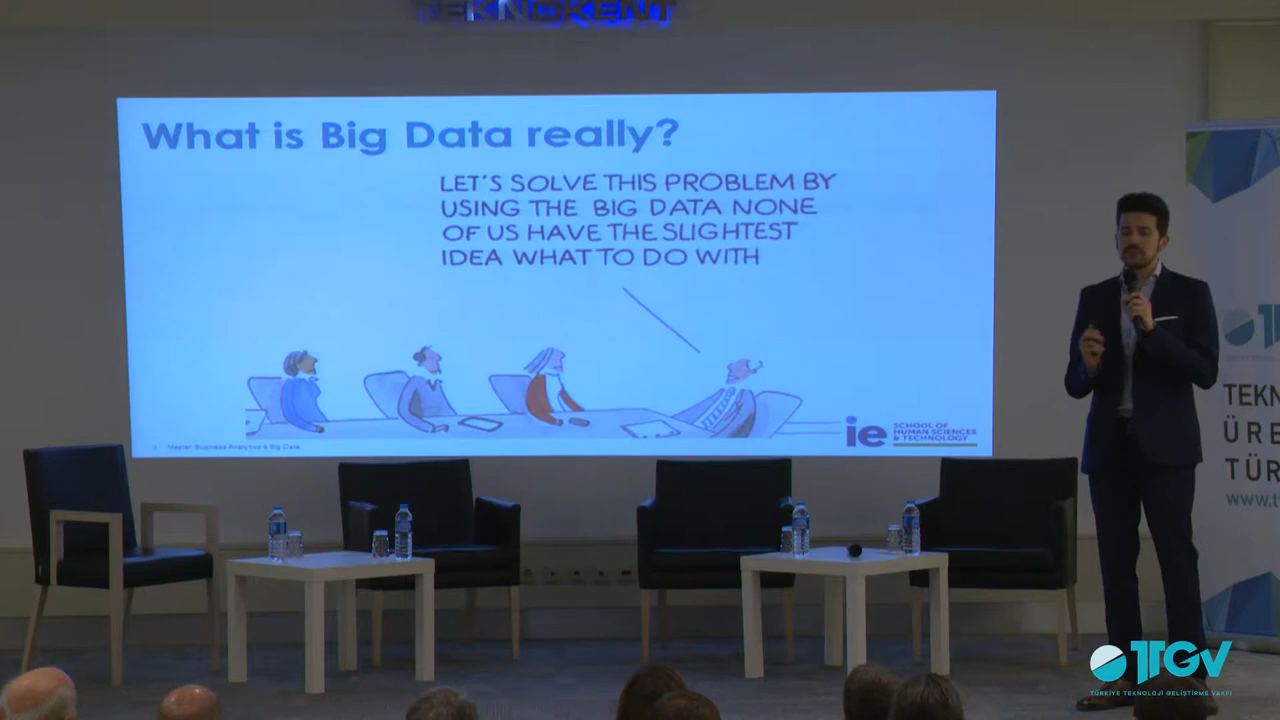 TEKNOKENT
What is Big Data really?
LET'S SOLVE THIS PROBLEM BY
USING THE BIG DATA NONE
OF US HAVE THE SLIGHTEST
IDEA WHAT TO DO WITH
Master Business Analytics & Big Data
ie SCHOOL OF
HUMAN SCIENCES
& TECHNOLOGY
TEKN
ÜRE
TÜR
www.t
TTGV
TÜRKİYE TEKNOLOJİ GELİŞTİRME VAKFI